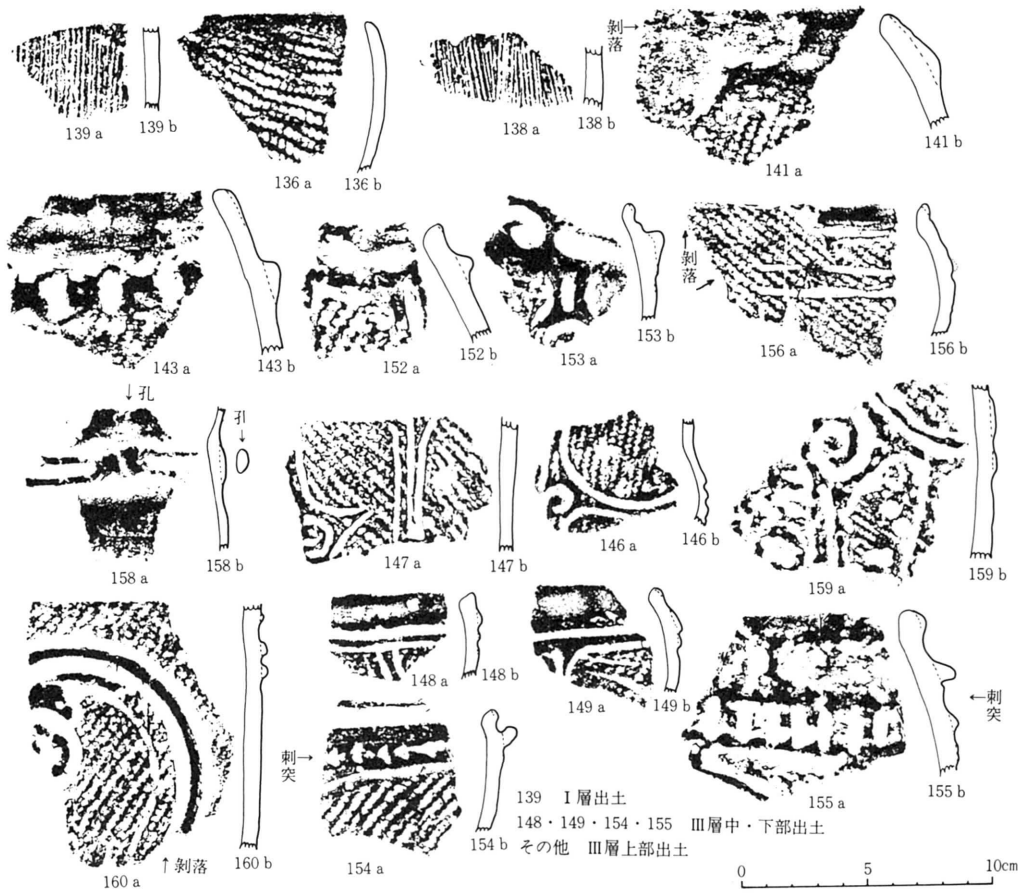 139 a
139 b
136 a
136 b
138 a
138 b
剥落→
141 a
141 b
143 a
143 b
152 a
152 b
153 a
153 b
↑剥落→
156 a
156 b
↓孔
孔↓
158 a
158 b
147 a
147 b
146 a
146 b
159 a
159 b
↑剥落
160 a
160 b
148 a
148 b
149 a
149 b
刺突→
154 a
154 b
←刺突
155 a
155 b
139 Ⅰ層出土
148・149・154・155 Ⅲ層中・下部出土
その他 Ⅲ層上部出土
0 5 10cm